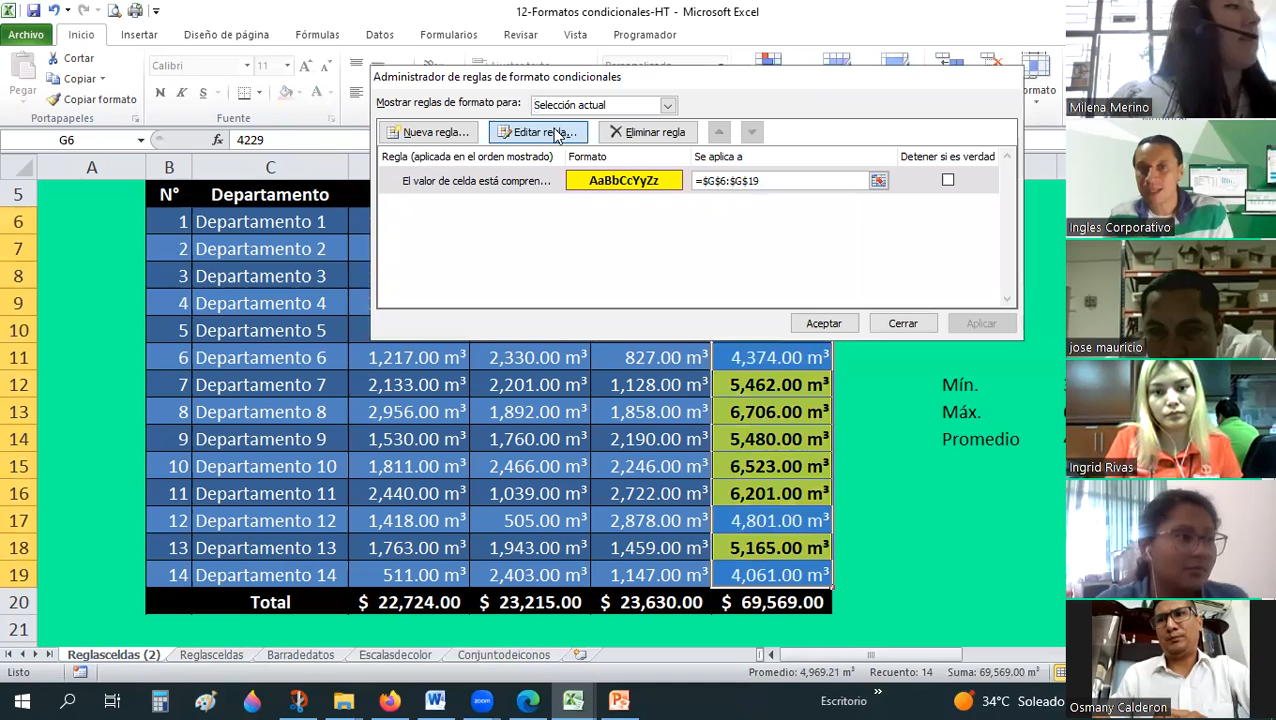 12-Formatos condicionales-HT - Microsoft Excel
Archivo Inicio Insertar Diseño de página Fórmulas Revisar Vista Programador
Cortar
Copiar
Pegar
Portapapeles
Calibri 11
N S
Fuente
Administrador de reglas de formato condicionales
Mostrar reglas de formato para: Selección actual
Editar regla... Eliminar regla
Regla (aplicada en el orden mostrado) Formato Se aplica a Detener si es verdad
AaBbCcYyZz =$G$6:$G$19
Aceptar Cerrar Aplicar
G6 fx 4229
A B C
5 N° Departamento
6 1 Departamento 1
7 2 Departamento 2
8 3 Departamento 3
9 4 Departamento 4
10 5 Departamento 5
11 6 Departamento 6 1,217.00 m³ 2,330.00 m³ 827.00 m³ 4,374.00 m³
12 7 Departamento 7 2,133.00 m³ 2,201.00 m³ 1,128.00 m³ 5,462.00 m³ Mín.
13 8 Departamento 8 2,956.00 m³ 1,892.00 m³ 1,858.00 m³ 6,706.00 m³ Máx.
14 9 Departamento 9 1,530.00 m³ 1,760.00 m³ 2,190.00 m³ 5,480.00 m³ Promedio
15 10 Departamento 10 1,811.00 m³ 2,466.00 m³ 2,246.00 m³ 6,523.00 m³
16 11 Departamento 11 2,440.00 m³ 1,039.00 m³ 2,722.00 m³ 6,201.00 m³
17 12 Departamento 12 1,418.00 m³ 505.00 m³ 2,878.00 m³ 4,801.00 m³
18 13 Departamento 13 1,763.00 m³ 1,943.00 m³ 1,459.00 m³ 5,165.00 m³
19 14 Departamento 14 511.00 m³ 2,403.00 m³ 1,147.00 m³ 4,061.00 m³
20 Total $ 22,724.00 $ 23,215.00 $ 23,630.00 $ 69,569.00
21
Reglasceldas (2) Reglasceldas Barradedatos Escalasdecolor Conjuntodeiconos
Listo Promedio: 4,969.21 m³ Recuento: 14 Suma: 69,569.00 m³
zoom
Escritorio » 34°C Soleado
Milena Merino
Ingles Corporativo
jose mauricio
Ingrid Rivas
Osmany Calderon